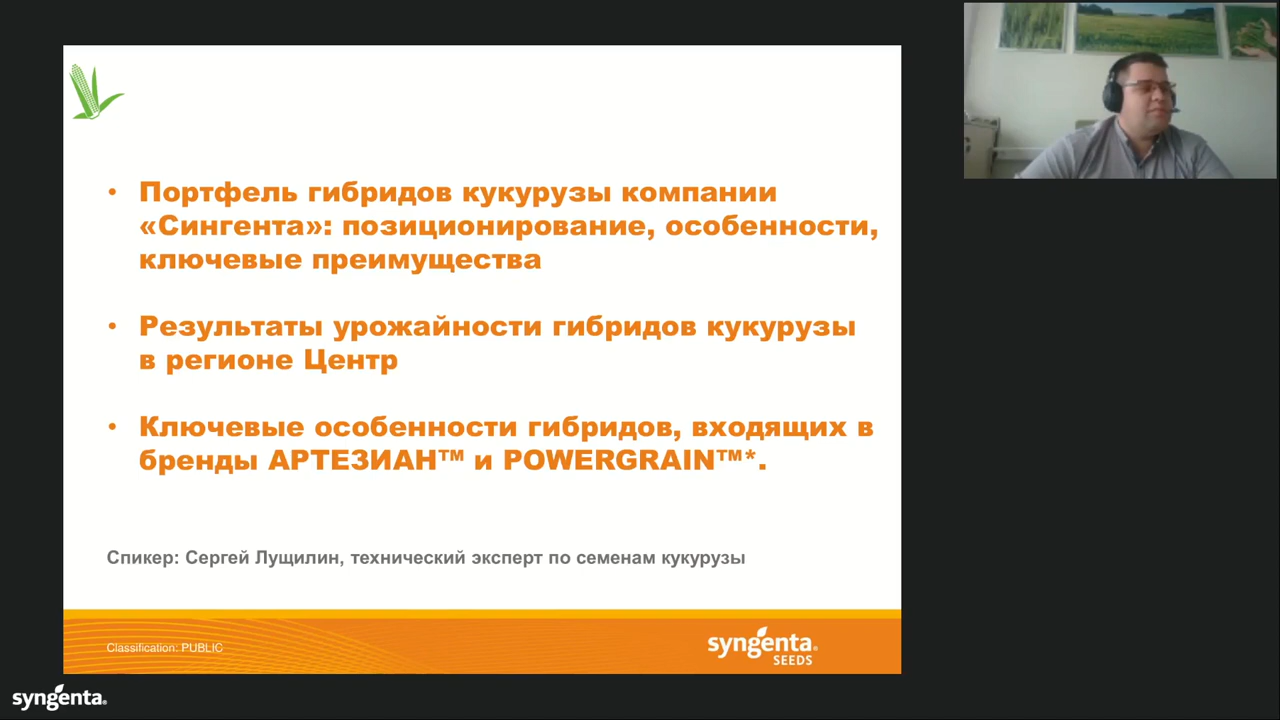 • Портфель гибридов кукурузы компании
«Сингента»: позиционирование, особенности,
ключевые преимущества
• Результаты урожайности гибридов кукурузы
в регионе Центр
• Ключевые особенности гибридов, входящих в
бренды АРТЕЗИАН™ и POWERGRAIN™*.
Спикер: Сергей Лущилин, технический эксперт по семенам кукурузы
Classification: PUBLIC
syngenta®
SEEDS
syngenta®